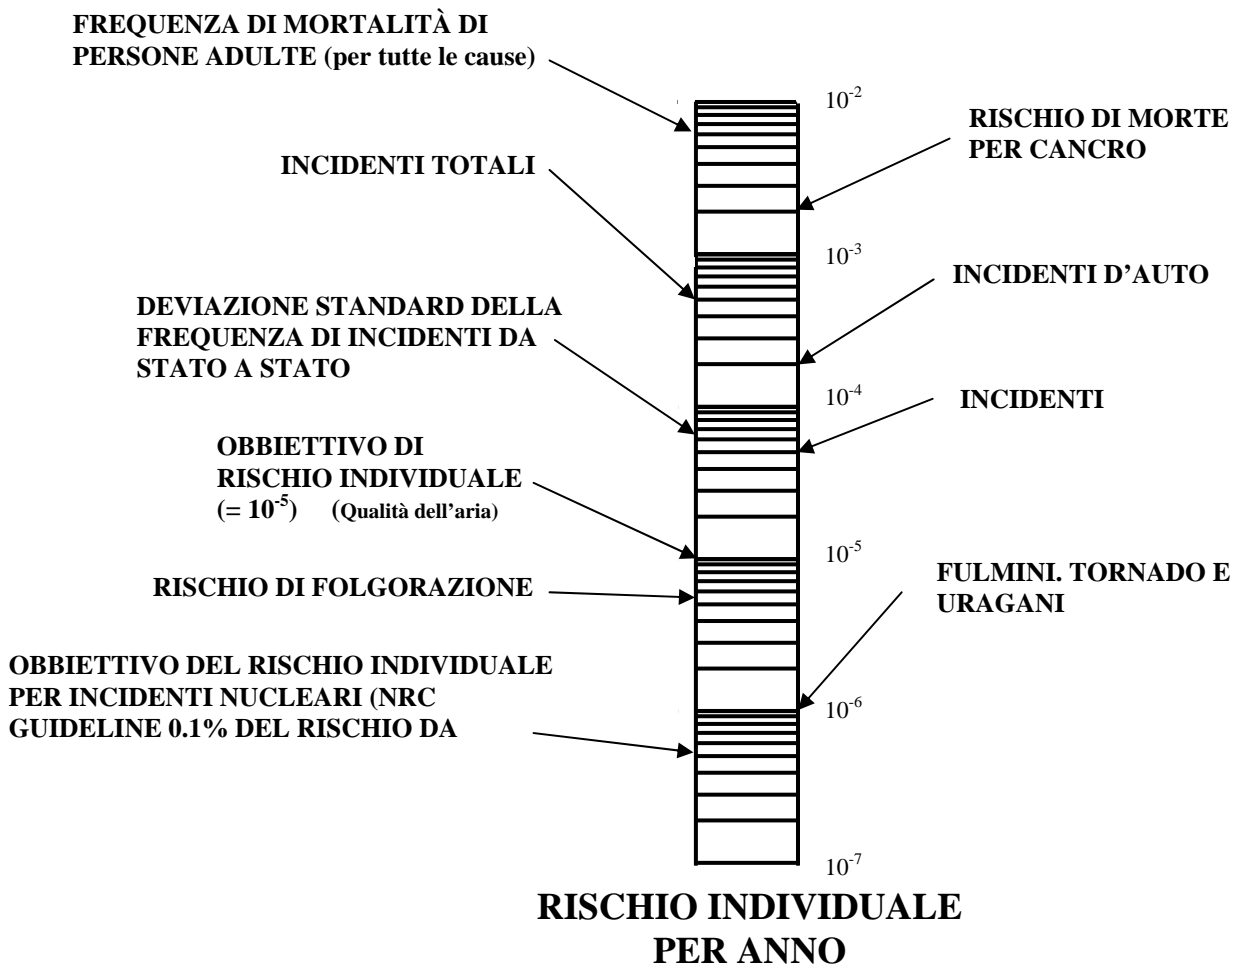 FREQUENZA DI MORTALITÀ DI
PERSONE ADULTE (per tutte le cause)
10⁻²
RISCHIO DI MORTE
PER CANCRO
INCIDENTI TOTALI
10⁻³
INCIDENTI D’AUTO
DEVIAZIONE STANDARD DELLA
FREQUENZA DI INCIDENTI DA
STATO A STATO
10⁻⁴
INCIDENTI
OBBIETTIVO DI
RISCHIO INDIVIDUALE
(= 10⁻⁵) (Qualità dell’aria)
10⁻⁵
RISCHIO DI FOLGORAZIONE
FULMINI. TORNADO E
URAGANI
OBBIETTIVO DEL RISCHIO INDIVIDUALE
PER INCIDENTI NUCLEARI (NRC
GUIDELINE 0.1% DEL RISCHIO DA
10⁻⁶
10⁻⁷
RISCHIO INDIVIDUALE
PER ANNO